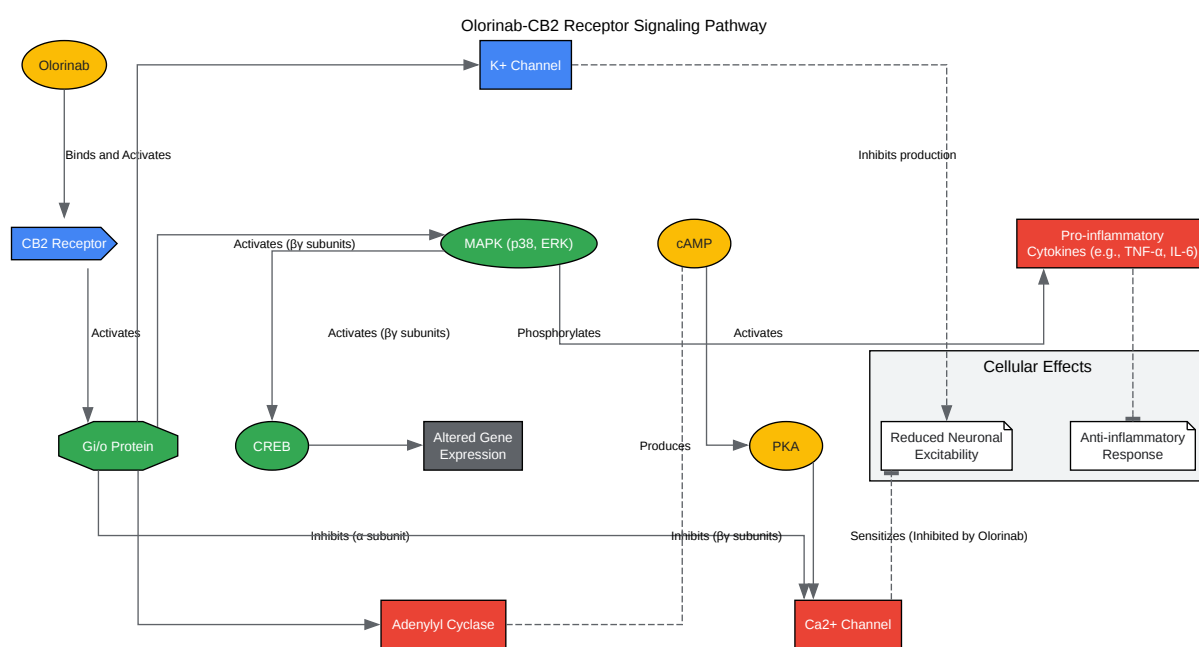 Olorinab-CB2 Receptor Signaling Pathway
Olorinab
K+ Channel
Binds and Activates
Inhibits production
CB2 Receptor
Activates (βγ subunits)
MAPK (p38, ERK)
cAMP
Pro-inflammatory
Cytokines (e.g., TNF-α, IL-6)
Activates
Activates (βγ subunits)
Phosphorylates
Activates
Cellular Effects
Gi/o Protein
CREB
Altered Gene
Expression
Produces
PKA
Reduced Neuronal
Excitability
Anti-inflammatory
Response
Inhibits (α subunit)
Inhibits (βγ subunits)
Sensitizes (Inhibited by Olorinab)
Adenylyl Cyclase
Ca2+ Channel